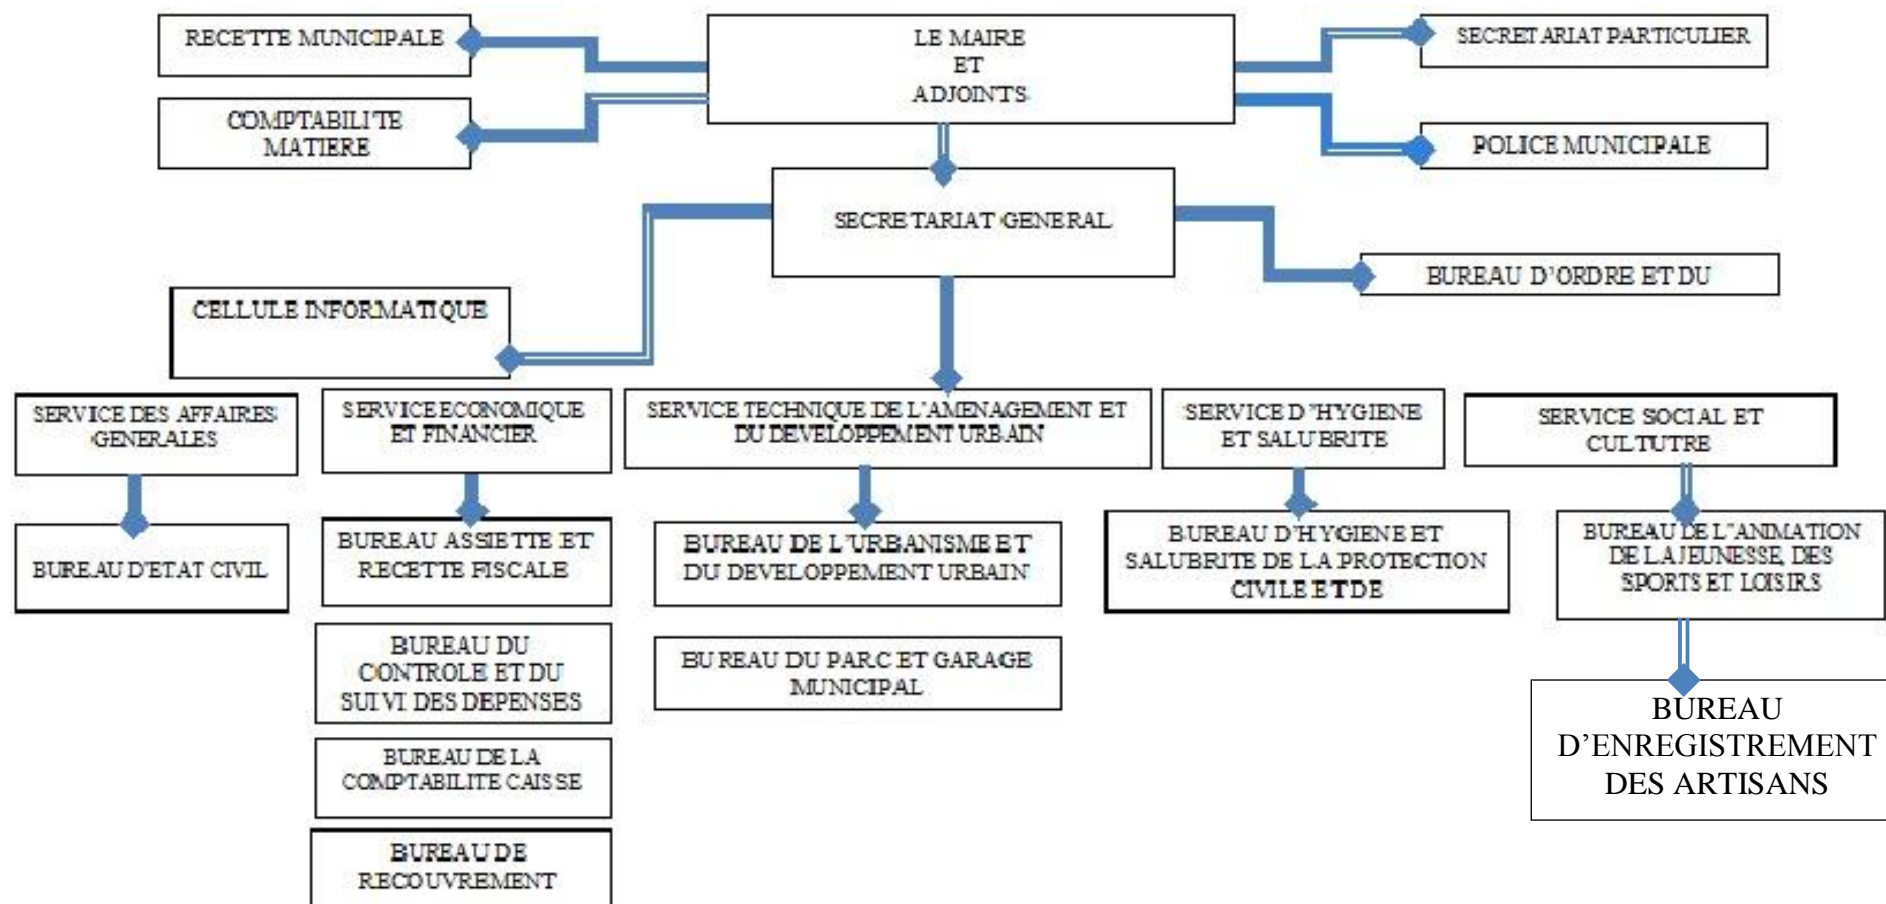 RECETTE MUNICIPALE
LE MAIRE
ET
ADJOINTS
SECRETARIAT PARTICULIER
COMPTABILITE
MATIERE
POLICE MUNICIPALE
SECRETARIAT GENERAL
BUREAU D'ORDRE ET DU
CELLULE INFORMATIQUE
SERVICE DES AFFAIRES
GENERALES
SERVICE ECONOMIQUE
ET FINANCIER
SERVICE TECHNIQUE DE L'AMENAGEMENT ET
DU DEVELOPPEMENT URBAIN
SERVICE D'HYGIENE
ET SALUBRITE
SERVICE SOCIAL ET
CULTUTRE
BUREAU D'ETAT CIVIL
BUREAU ASSIETTE ET
RECETTE FISCALE
BUREAU DE L'URBANISME ET
DU DEVELOPPEMENT URBAIN
BUREAU D'HYGIENE ET
SALUBRITE DE LA PROTECTION
CIVILE ET DE
BUREAU DE L'ANIMATION
DE LA JEUNESSE, DES
SPORTS ET LOISIRS
BUREAU DU
CONTROLE ET DU
SUIVI DES DEPENSES
BUREAU DU PARC ET GARAGE
MUNICIPAL
BUREAU
D'ENREGISTREMENT
DES ARTISANS
BUREAU DE LA
COMPTABILITE CAISSE
BUREAU DE
RECOUVREMENT